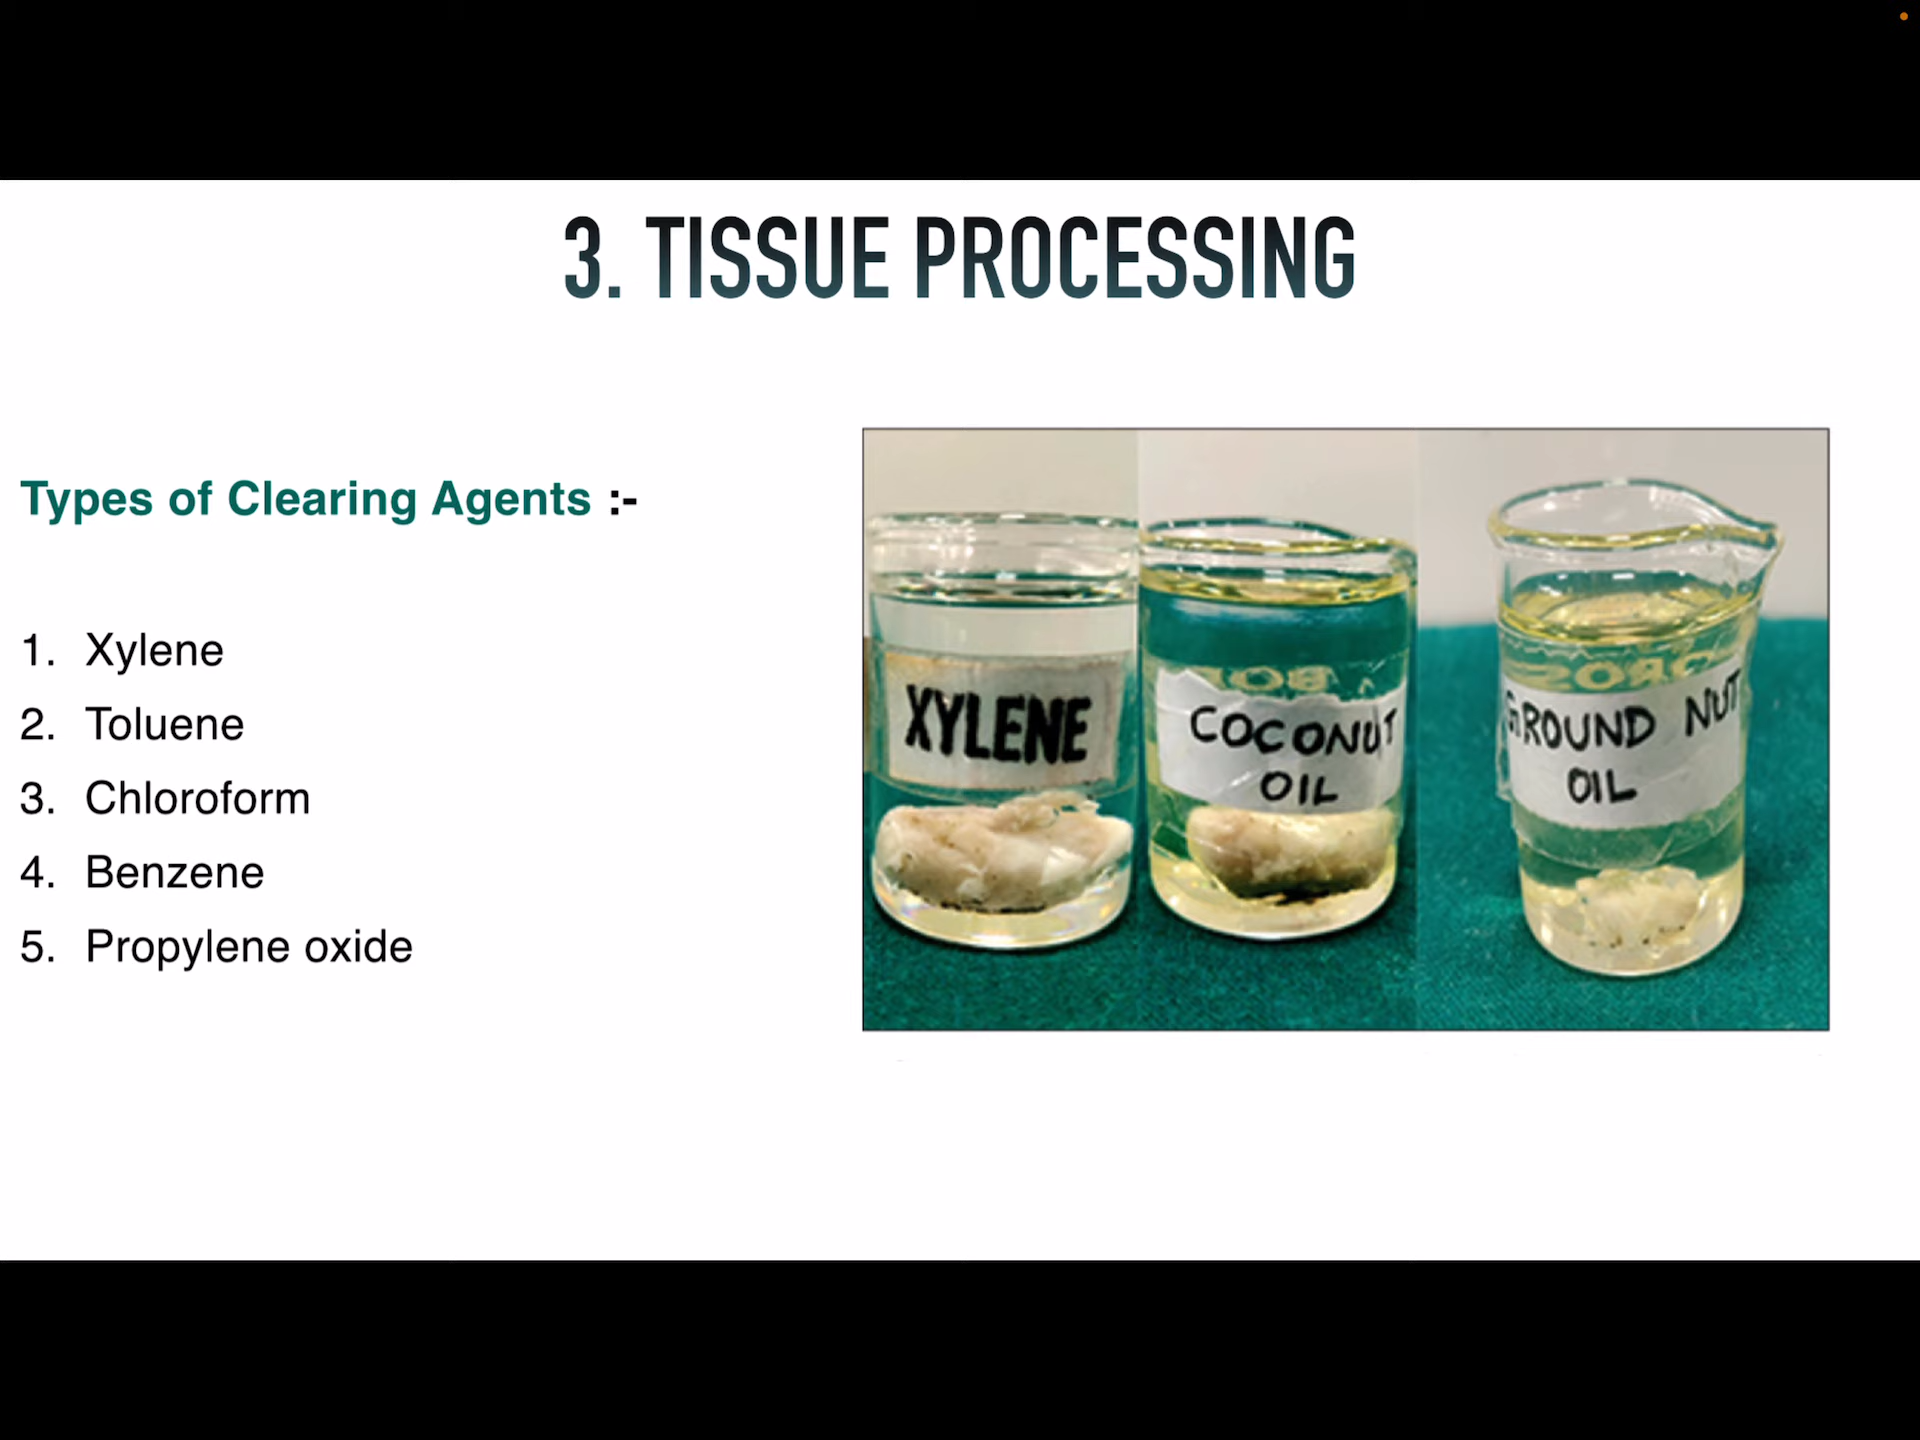 3. TISSUE PROCESSING
Types of Clearing Agents :-
1. Xylene
2. Toluene
3. Chloroform
4. Benzene
5. Propylene oxide
XYLENE
COCONUT
OIL
GROUND NUT
OIL